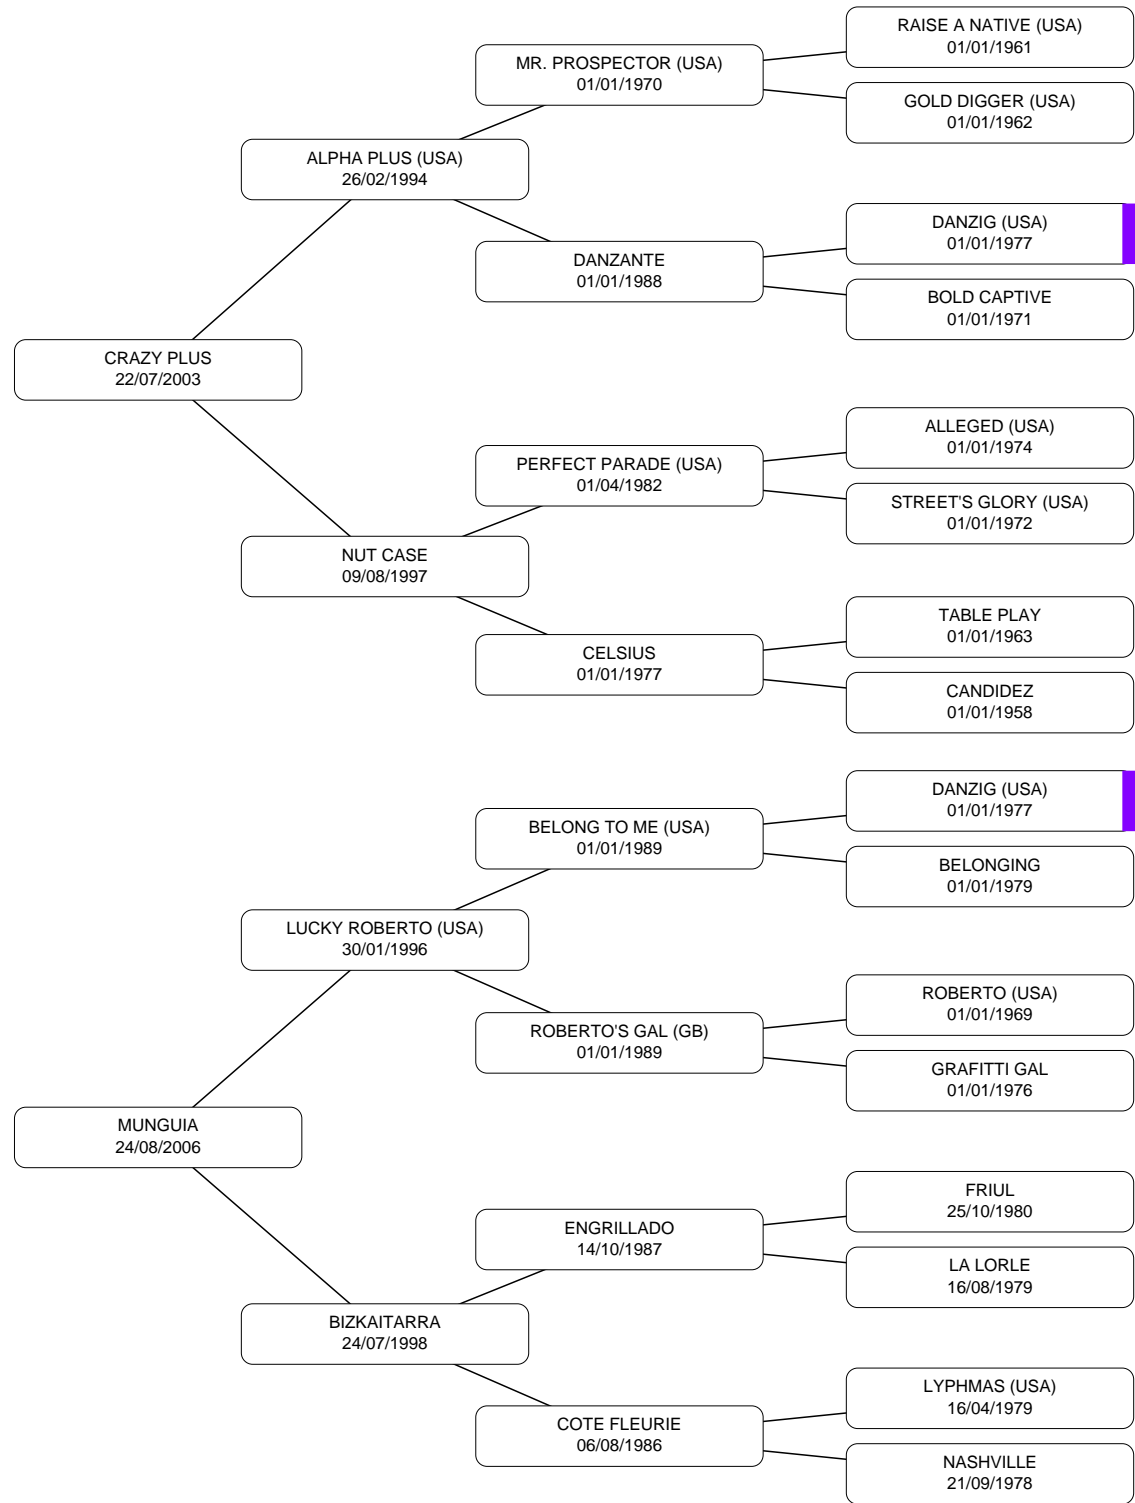 RAISE A NATIVE (USA)
01/01/1961
MR. PROSPECTOR (USA)
01/01/1970
GOLD DIGGER (USA)
01/01/1962
ALPHA PLUS (USA)
26/02/1994
DANZIG (USA)
01/01/1977
DANZANTE
01/01/1988
BOLD CAPTIVE
01/01/1971
CRAZY PLUS
22/07/2003
ALLEGED (USA)
01/01/1974
PERFECT PARADE (USA)
01/04/1982
STREET'S GLORY (USA)
01/01/1972
NUT CASE
09/08/1997
TABLE PLAY
01/01/1963
CELSIUS
01/01/1977
CANDIDEZ
01/01/1958
DANZIG (USA)
01/01/1977
BELONG TO ME (USA)
01/01/1989
BELONGING
01/01/1979
LUCKY ROBERTO (USA)
30/01/1996
ROBERTO (USA)
01/01/1969
ROBERTO'S GAL (GB)
01/01/1989
GRAFITTI GAL
01/01/1976
MUNGUIA
24/08/2006
FRIUL
25/10/1980
ENGRILLADO
14/10/1987
LA LORLE
16/08/1979
BIZKAITARRA
24/07/1998
LYPHMAS (USA)
16/04/1979
COTE FLEURIE
06/08/1986
NASHVILLE
21/09/1978